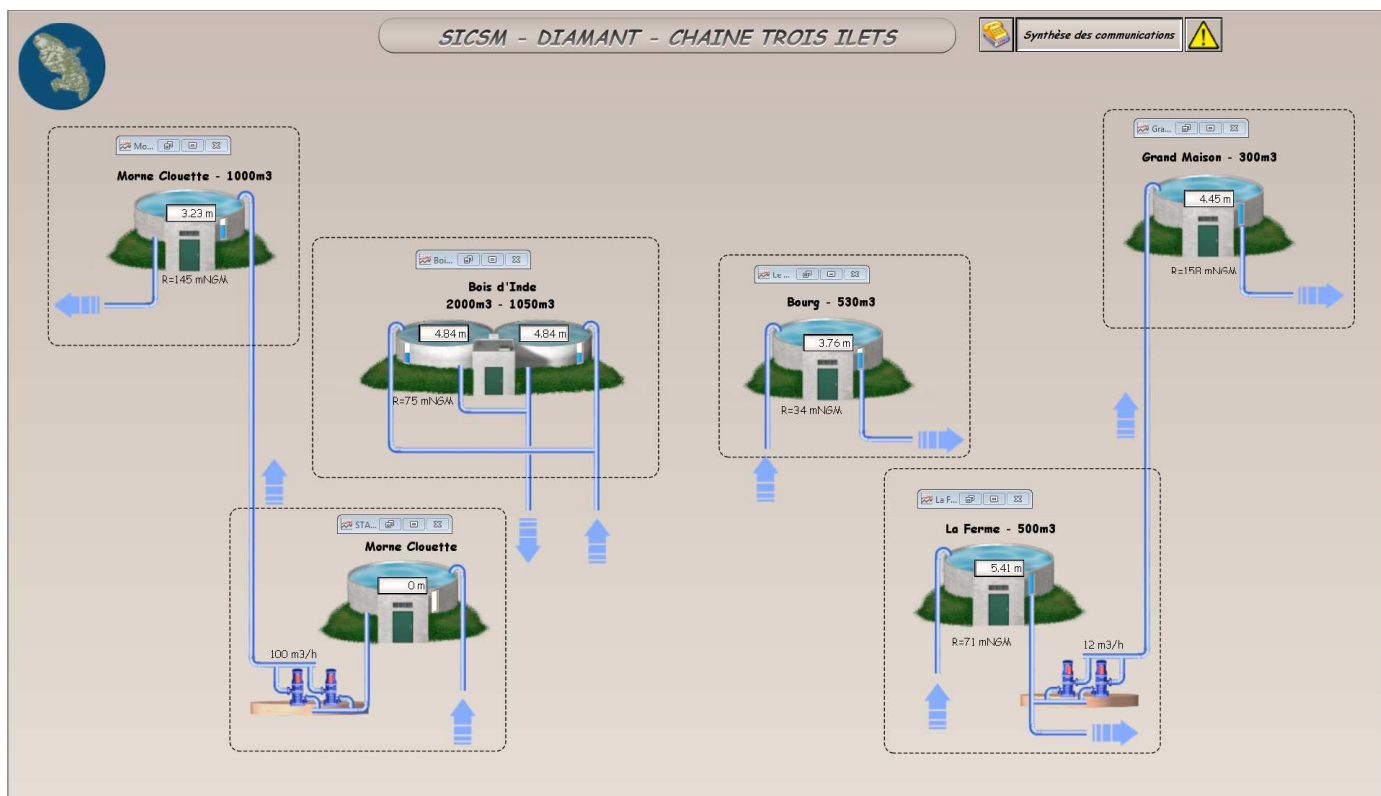 SICSM - DIAMANT - CHAINE TROIS ILETS
Synthèse des communications
Mo...
Morne Clouette - 1000m3
3.23 m
R=145 mNGM
Boi...
Bois d'Inde
2000m3 - 1050m3
4.84 m
4.84 m
R=75 mNGM
Le ...
Bourg - 530m3
3.76 m
R=34 mNGM
Gra...
Grand Maison - 300m3
4.45 m
R=158 mNGM
STA...
Morne Clouette
0 m
100 m3/h
La F...
La Ferme - 500m3
5.41 m
R=71 mNGM
12 m3/h